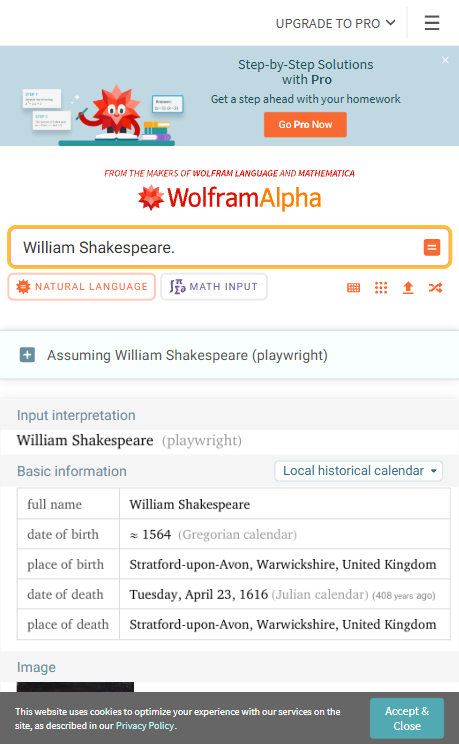 UPGRADE TO PRO
Step-by-Step Solutions
with Pro
Get a step ahead with your homework
Go Pro Now
STEP 1
STEP 2
Answer:
FROM THE MAKERS OF WOLFRAM LANGUAGE AND MATHEMATICA
WolframAlpha
William Shakespeare.
NATURAL LANGUAGE
MATH INPUT
Assuming William Shakespeare (playwright)
Input interpretation
William Shakespeare (playwright)
Basic information
Local historical calendar
full name William Shakespeare
date of birth ≈ 1564 (Gregorian calendar)
place of birth Stratford-upon-Avon, Warwickshire, United Kingdom
date of death Tuesday, April 23, 1616 (Julian calendar) (408 years ago)
place of death Stratford-upon-Avon, Warwickshire, United Kingdom
Image
This website uses cookies to optimize your experience with our services on the
site, as described in our Privacy Policy.
Accept &
Close